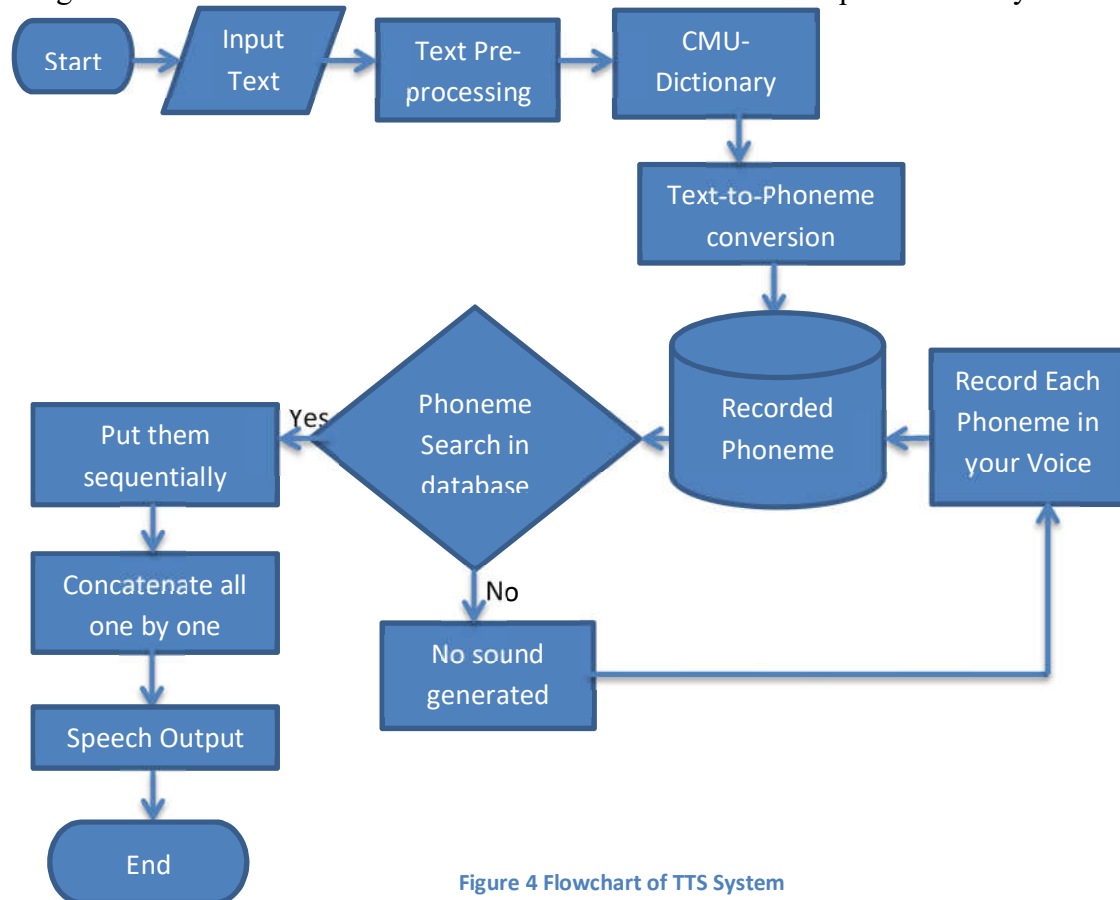 Start
Input
Text
Text Pre-
processing
CMU-
Dictionary
Text-to-Phoneme
conversion
Recorded
Phoneme
Record Each
Phoneme in
your Voice
Phoneme
Search in
database
Yes
No
Put them
sequentially
Concatenate all
one by one
Speech Output
End
No sound
generated
Figure 4 Flowchart of TTS System